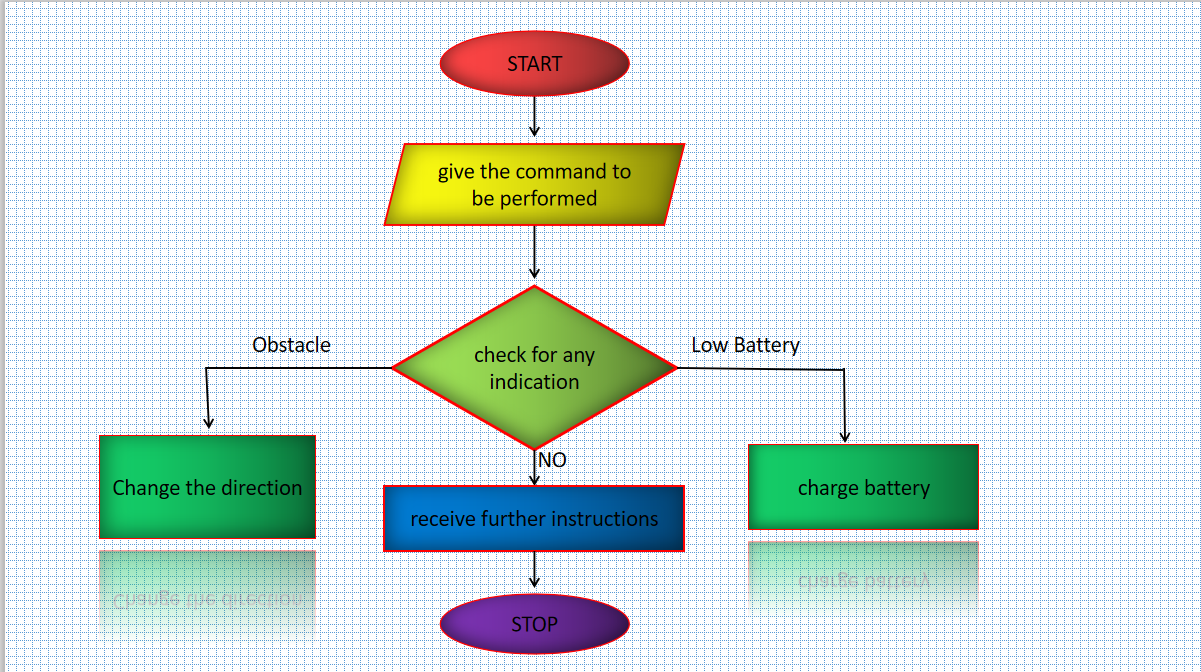 START
give the command to
be performed
check for any
indication
Obstacle
Low Battery
NO
Change the direction
receive further instructions
charge battery
STOP